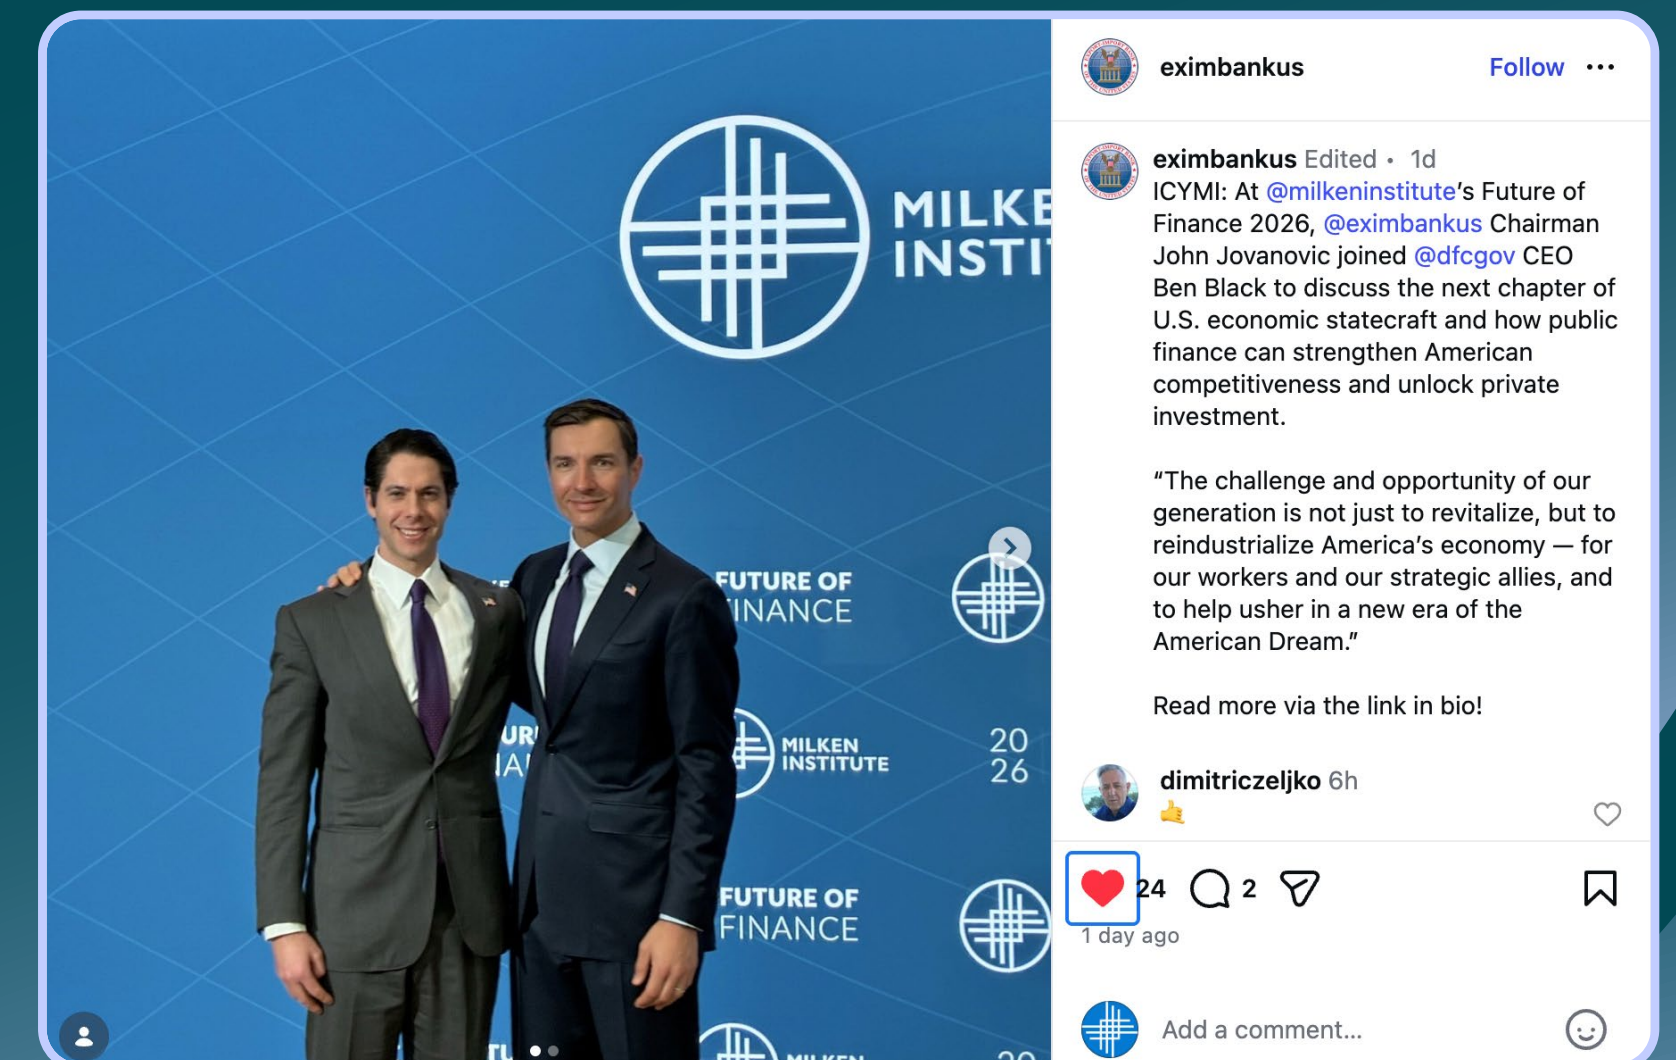 MILKE
INSTI
FUTURE OF
FINANCE
MILKEN
INSTITUTE
20
26
FUTURE OF
FINANCE
MILKEN
20
eximbankus
Follow
eximbankus Edited • 1d
ICYMI: At @milkeninstitute’s Future of
Finance 2026, @eximbankus Chairman
John Jovanovic joined @dfcgov CEO
Ben Black to discuss the next chapter of
U.S. economic statecraft and how public
finance can strengthen American
competitiveness and unlock private
investment.
“The challenge and opportunity of our
generation is not just to revitalize, but to
reindustrialize America’s economy — for
our workers and our strategic allies, and
to help usher in a new era of the
American Dream.”
Read more via the link in bio!
dimitriczeljko 6h
24 2
1 day ago
Add a comment...